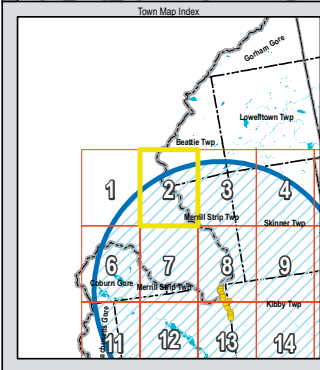 Town Map Index
Gorham Gore
Lowelltown Twp
Beattie Twp
1
2
3
4
Merrill Strip Twp
Skinner Twp
6
7
8
9
Coburn Gore
Merrill Strip Twp
Kibby Twp
11
12
13
14
Gore